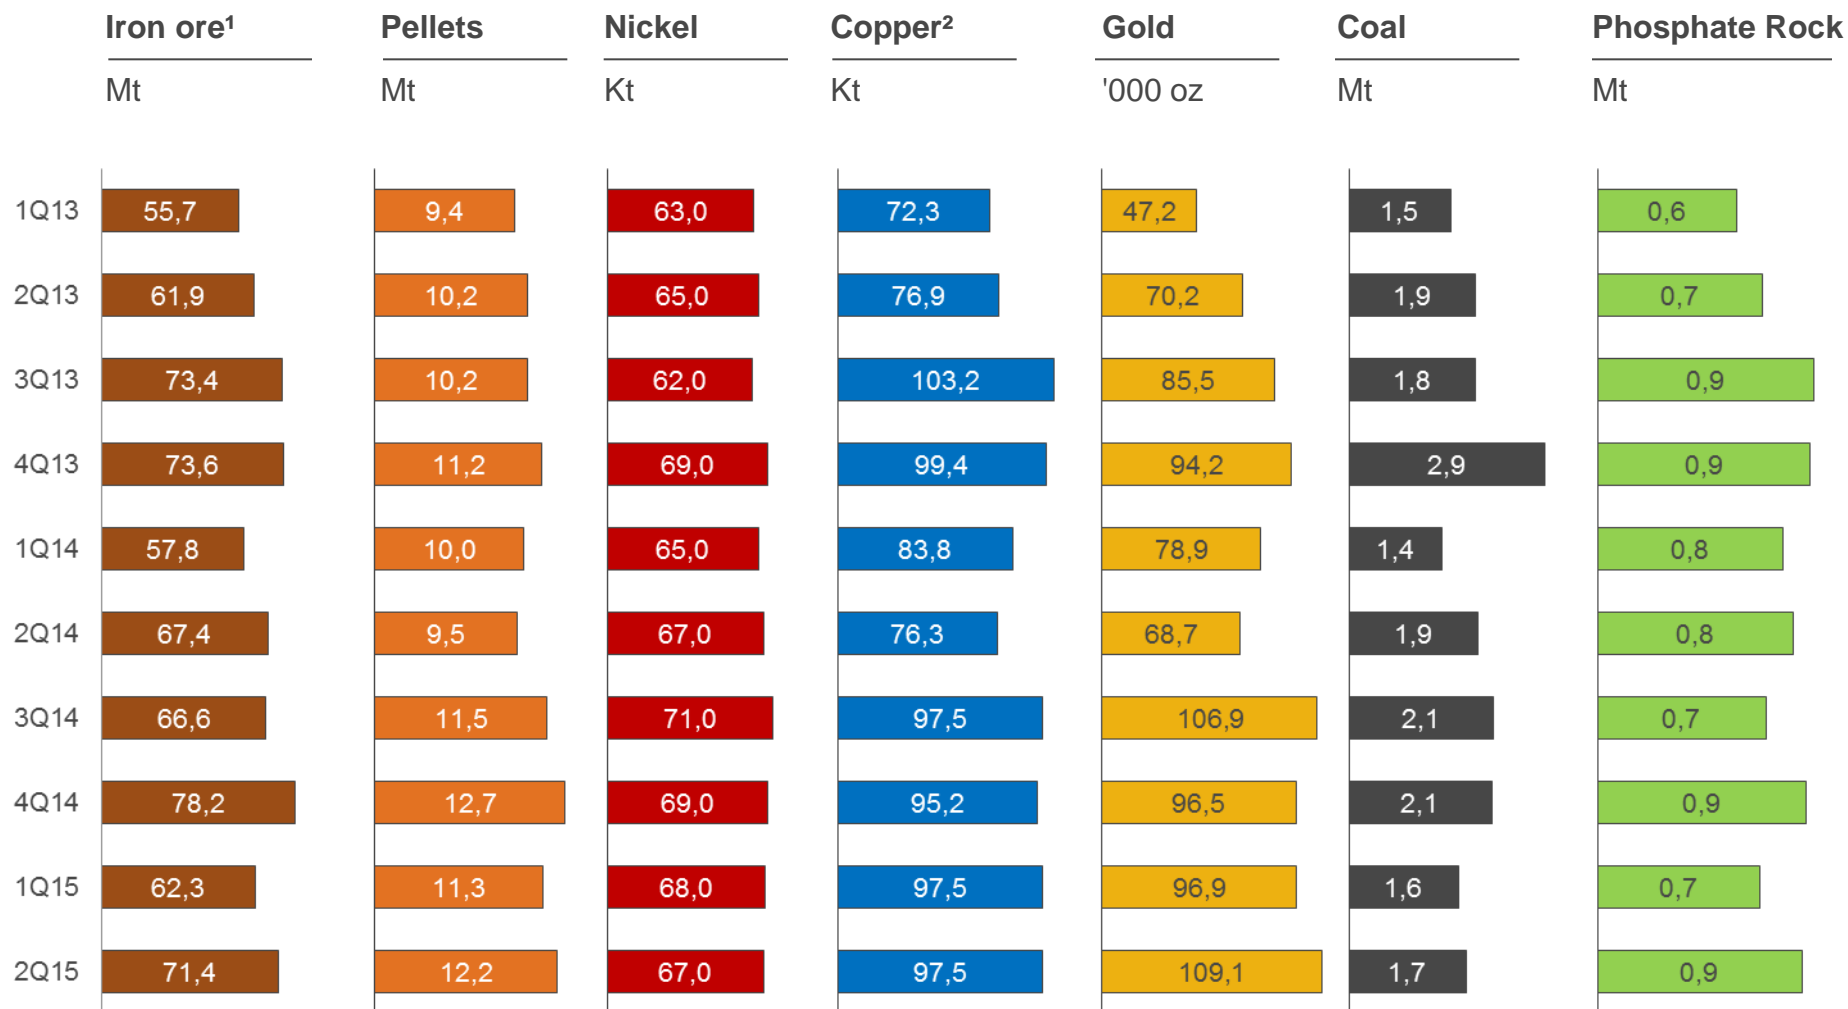 Iron ore¹ Pellets Nickel Copper² Gold Coal Phosphate Rock
Mt Mt Kt Kt '000 oz Mt Mt
1Q13 55,7 9,4 63,0 72,3 47,2 1,5 0,6
2Q13 61,9 10,2 65,0 76,9 70,2 1,9 0,7
3Q13 73,4 10,2 62,0 103,2 85,5 1,8 0,9
4Q13 73,6 11,2 69,0 99,4 94,2 2,9 0,9
1Q14 57,8 10,0 65,0 83,8 78,9 1,4 0,8
2Q14 67,4 9,5 67,0 76,3 68,7 1,9 0,8
3Q14 66,6 11,5 71,0 97,5 106,9 2,1 0,7
4Q14 78,2 12,7 69,0 95,2 96,5 2,1 0,9
1Q15 62,3 11,3 68,0 97,5 96,9 1,6 0,7
2Q15 71,4 12,2 67,0 97,5 109,1 1,7 0,9